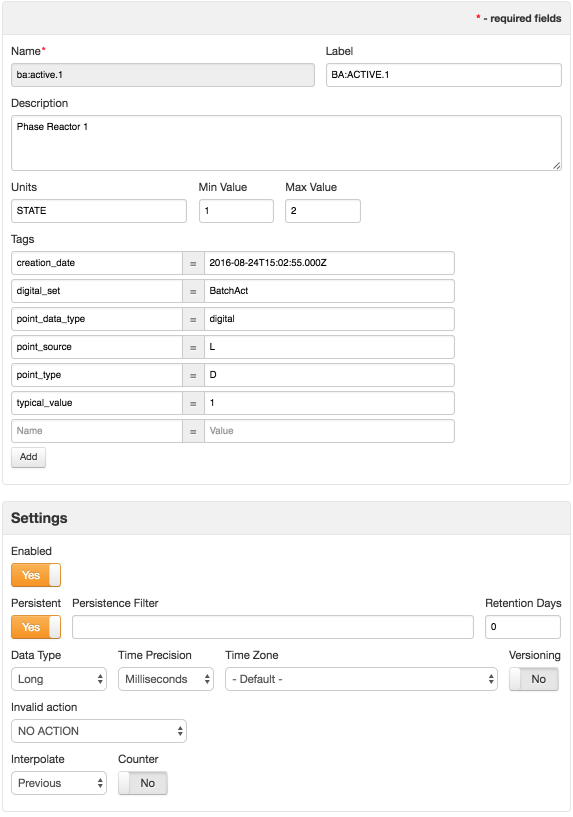 * - required fields
Name* Label
ba:active.1 BA:ACTIVE.1
Description
Phase Reactor 1
Units Min Value Max Value
STATE 1 2
Tags
creation_date = 2016-08-24T15:02:55.000Z
digital_set = BatchAct
point_data_type = digital
point_source = L
point_type = D
typical_value = 1
Name = Value
Add
Settings
Enabled
Yes
Persistent Persistence Filter Retention Days
Yes 0
Data Type Time Precision Time Zone Versioning
Long Milliseconds - Default - No
Invalid action
NO ACTION
Interpolate Counter
Previous No